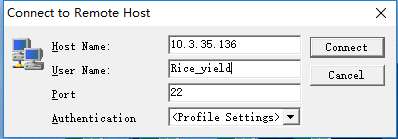 Connect to Remote Host
Host Name: 10.3.35.136 Connect
User Name: Rice_yield Cancel
Port 22
Authentication <Profile Settings>